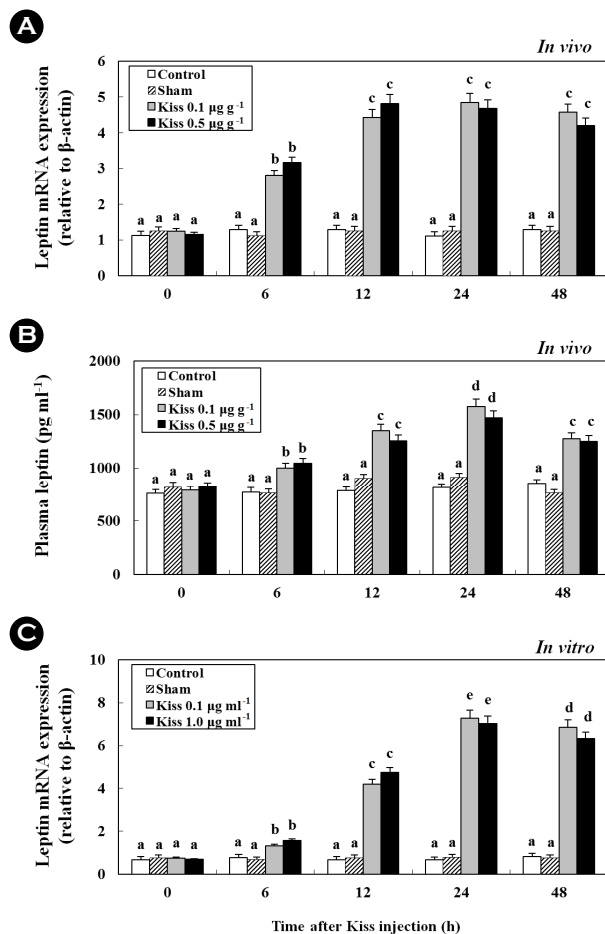 A
In vivo
Leptin mRNA expression
(relative to β-actin)
6
5
4
3
2
1
0
Control
Sham
Kiss 0.1 μg g⁻¹
Kiss 0.5 μg g⁻¹
a a a a
a a b b
a a c c
a a c c
a a c c
0 6 12 24 48
B
In vivo
Plasma leptin (pg ml⁻¹)
2000
1500
1000
500
0
Control
Sham
Kiss 0.1 μg g⁻¹
Kiss 0.5 μg g⁻¹
a a a a
a a b b
a a c c
a a d d
a a c c
0 6 12 24 48
C
In vitro
Leptin mRNA expression
(relative to β-actin)
10
8
6
4
2
0
Control
Sham
Kiss 0.1 μg ml⁻¹
Kiss 1.0 μg ml⁻¹
a a a a
a a b b
a a c c
a a e e
a a d d
0 6 12 24 48
Time after Kiss injection (h)